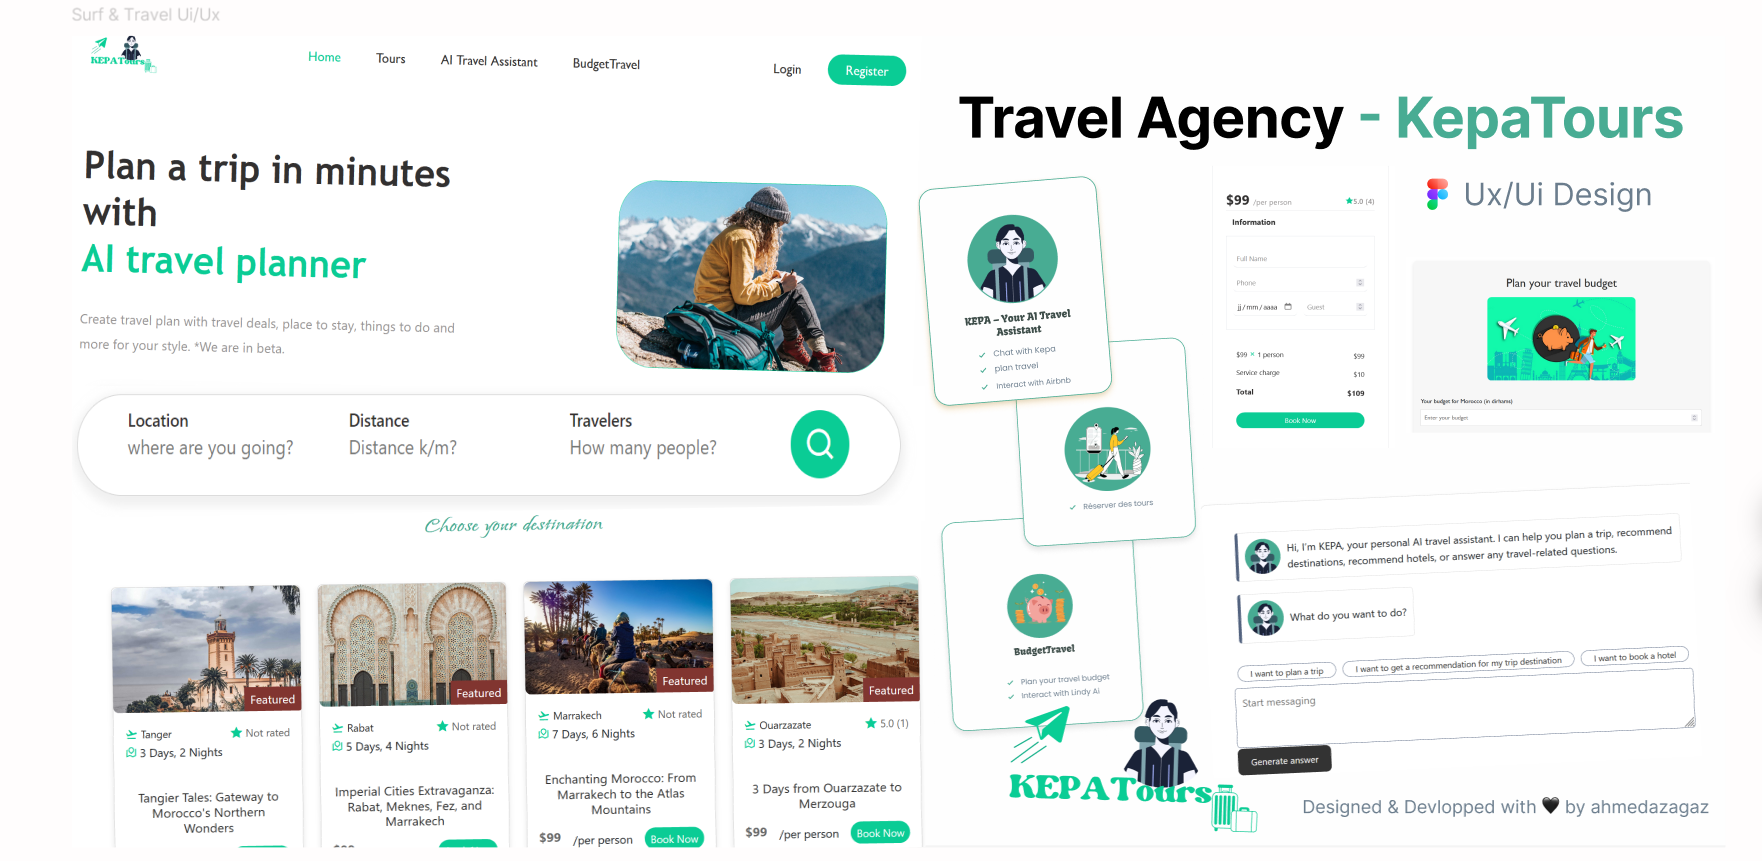 Surf & Travel Ui/Ux
KEPATours
Home
Tours
AI Travel Assistant
BudgetTravel
Login
Register
Plan a trip in minutes
with
AI travel planner
Create travel plan with travel deals, place to stay, things to do and
more for your style. *We are in beta.
Location
where are you going?
Distance
Distance k/m?
Travelers
How many people?
Choose your destination
Featured
Tanger
Not rated
3 Days, 2 Nights
Tangier Tales: Gateway to
Morocco's Northern
Wonders
Featured
Rabat
Not rated
5 Days, 4 Nights
Imperial Cities Extravaganza:
Rabat, Meknes, Fez, and
Marrakech
Featured
Marrakech
Not rated
7 Days, 6 Nights
Enchanting Morocco: From
Marrakech to the Atlas
Mountains
$99 /per person
Book Now
Featured
Ouarzazate
5.0 (1)
3 Days, 2 Nights
3 Days from Ouarzazate to
Merzouga
$99 /per person
Book Now
Travel Agency - KepaTours
Ux/Ui Design
KEPA – Your AI Travel
Assistant
Chat with Kepa
plan travel
Interact with Airbnb
Réserver des tours
BudgetTravel
Plan your travel budget
Interact with Lindy Ai
$99 /per person
5.0 (4)
Information
Full Name
Phone
jj/mm/aaaa
Guest
$99 × 1 person
$99
Service charge
$10
Total
$109
Book Now
Plan your travel budget
Your budget for Morocco (in dirhams)
Enter your budget
Hi, I'm KEPA, your personal AI travel assistant. I can help you plan a trip, recommend
destinations, recommend hotels, or answer any travel-related questions.
What do you want to do?
I want to plan a trip
I want to get a recommendation for my trip destination
I want to book a hotel
Start messaging
Generate answer
KEPATours
Designed & Devlopped with 🖤 by ahmedazagaz